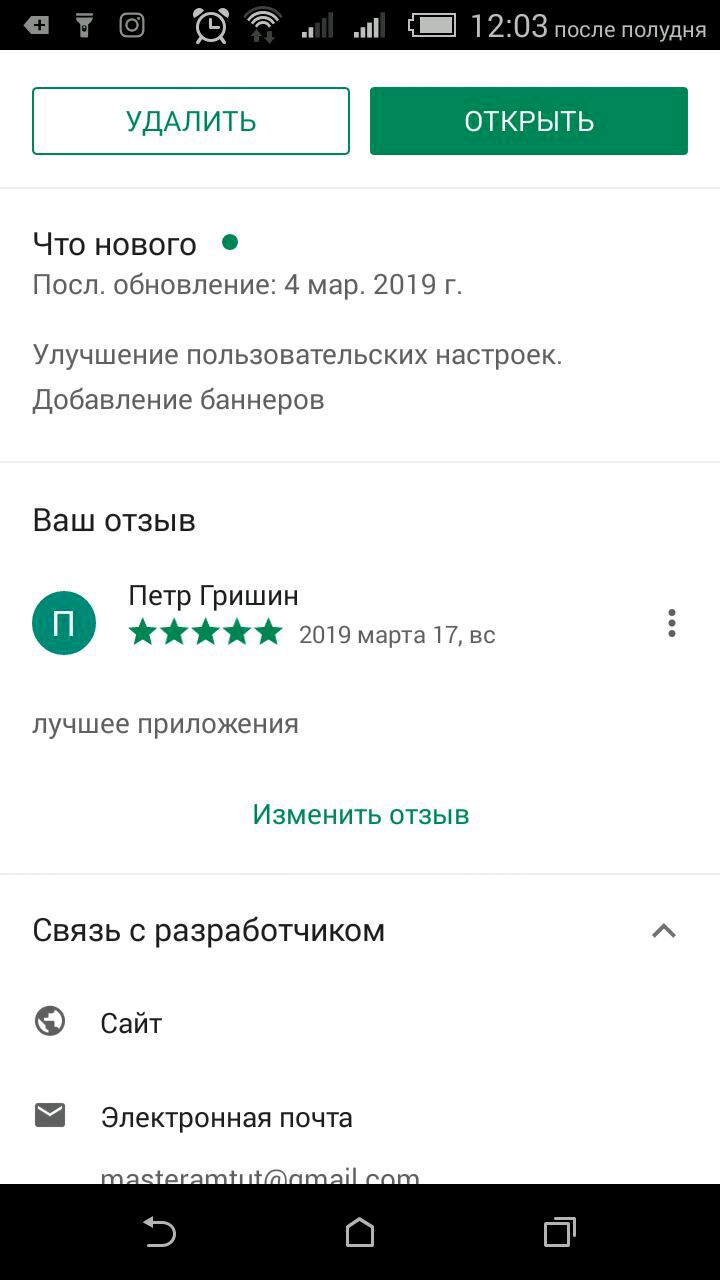 12:03 после полудня
УДАЛИТЬ
ОТКРЫТЬ
Что нового
Посл. обновление: 4 мар. 2019 г.
Улучшение пользовательских настроек.
Добавление баннеров
Ваш отзыв
П
Петр Гришин
2019 марта 17, вс
лучшее приложения
Изменить отзыв
Связь с разработчиком
Сайт
Электронная почта
masteramtut@gmail.com